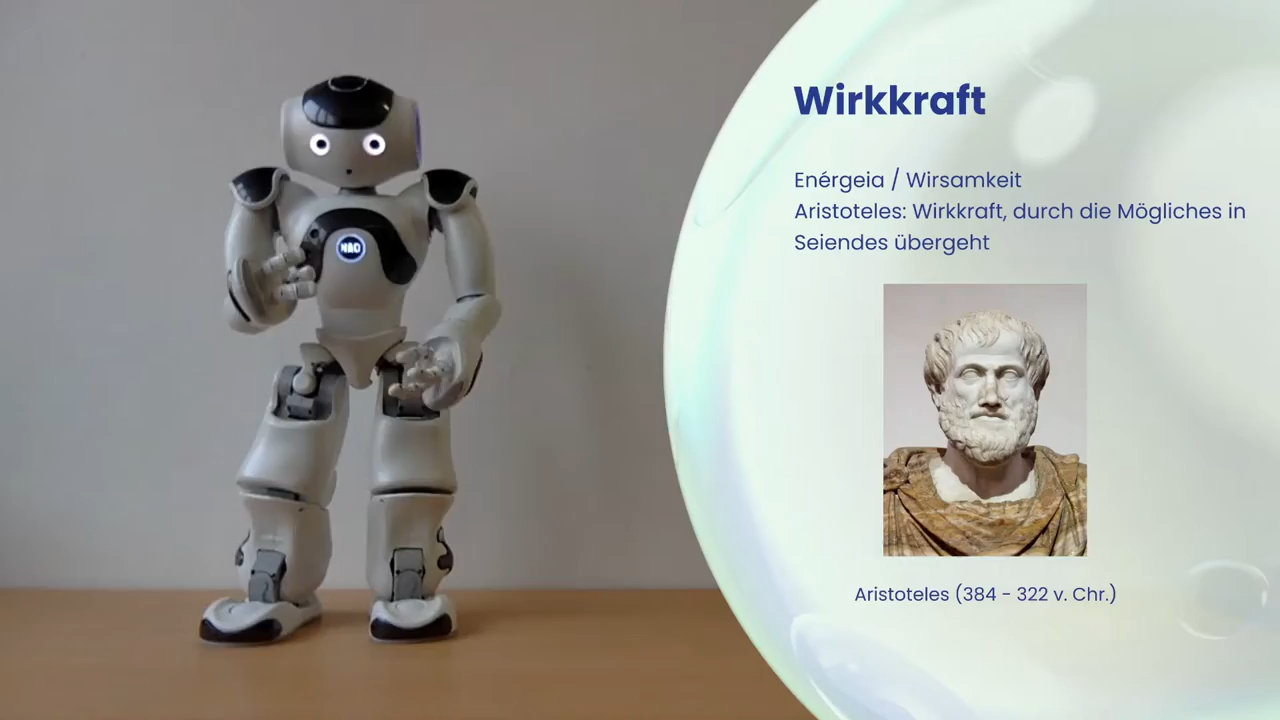 Wirkkraft
Enérgeia / Wirsamkeit
Aristoteles: Wirkkraft, durch die Mögliches in
Seiendes übergeht
NAO
Aristoteles (384 - 322 v. Chr.)